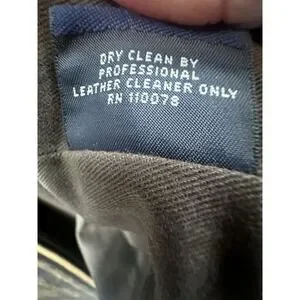 DRY CLEAN BY
PROFESSIONAL
LEATHER CLEANER ONLY
RN 110078